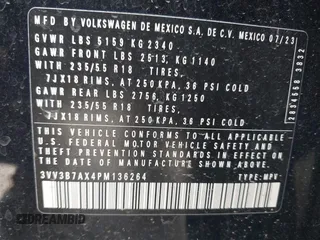 MFD BY VOLKSWAGEN DE MEXICO S.A. DE C.V. MEXICO 07/23
GVWR LBS 5159 KG 2340
GAWR FRONT LBS 2513, KG 1140
WITH 235/55 R18 TIRES,
7JX18 RIMS, AT 250 KPA, 36 PSI COLD
GAWR REAR LBS 2756, KG 1250
WITH 235/55 R18 TIRES,
7JX18 RIMS, AT 250 KPA, 36 PSI COLD
THIS VEHICLE CONFORMS TO ALL APPLICABLE
U.S. FEDERAL MOTOR VEHICLE SAFETY AND
THEFT PREVENTION STANDARDS IN EFFECT ON THE
DATE OF MANUFACTURE SHOWN ABOVE.
3VV3B7AX4PM136264 TYPE: MPV
DREAMBID